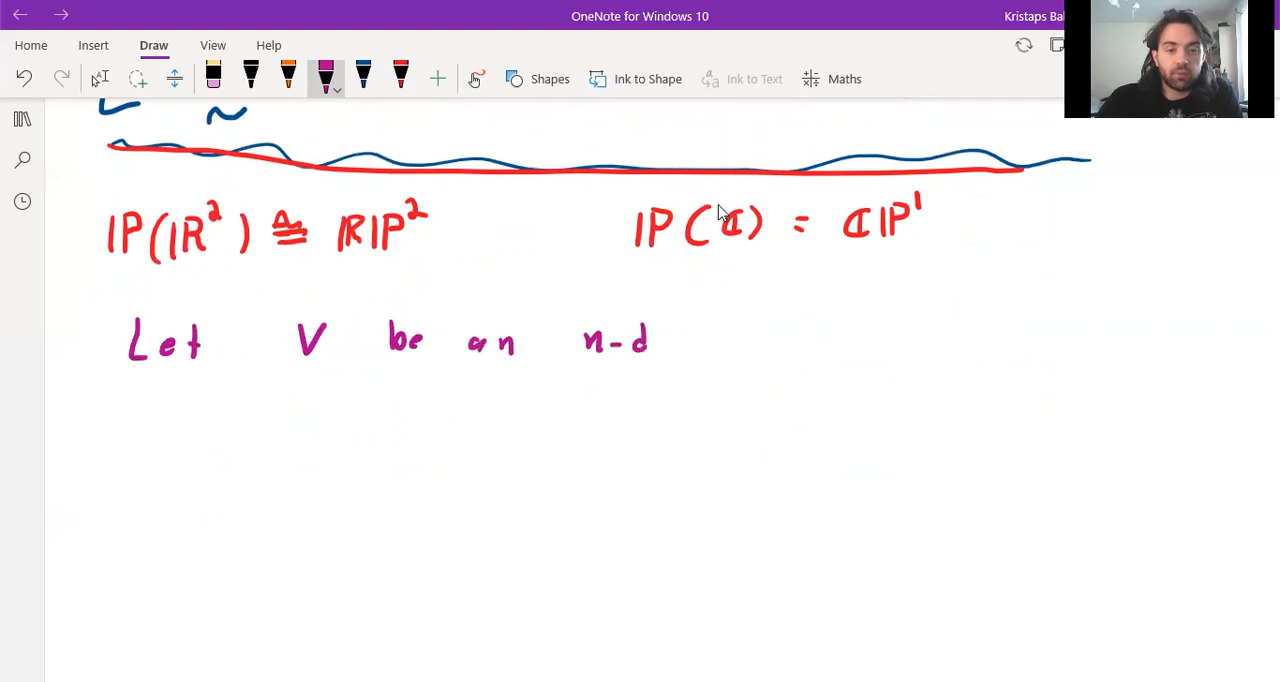 OneNote for Windows 10
Home Insert Draw View Help
Shapes Ink to Shape Ink to Text Maths
ℙ(ℝ²) ≅ ℝℙ² ℙ(ℂ) = ℂℙ¹
Let V be an n-d